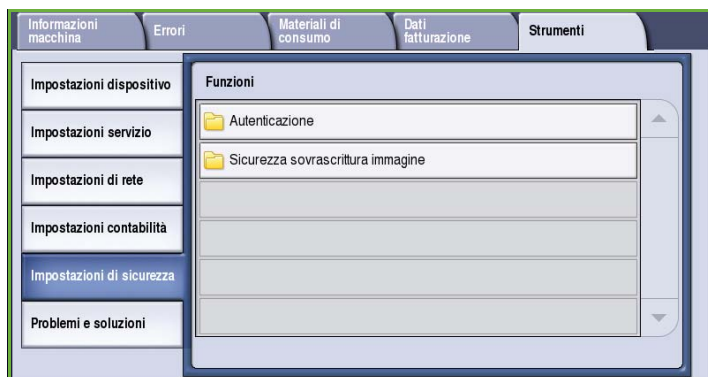 Informazioni
macchina
Errori
Materiali di
consumo
Dati
fatturazione
Strumenti
Impostazioni dispositivo
Impostazioni servizio
Impostazioni di rete
Impostazioni contabilità
Impostazioni di sicurezza
Problemi e soluzioni
Funzioni
Autenticazione
Sicurezza sovrascrittura immagine